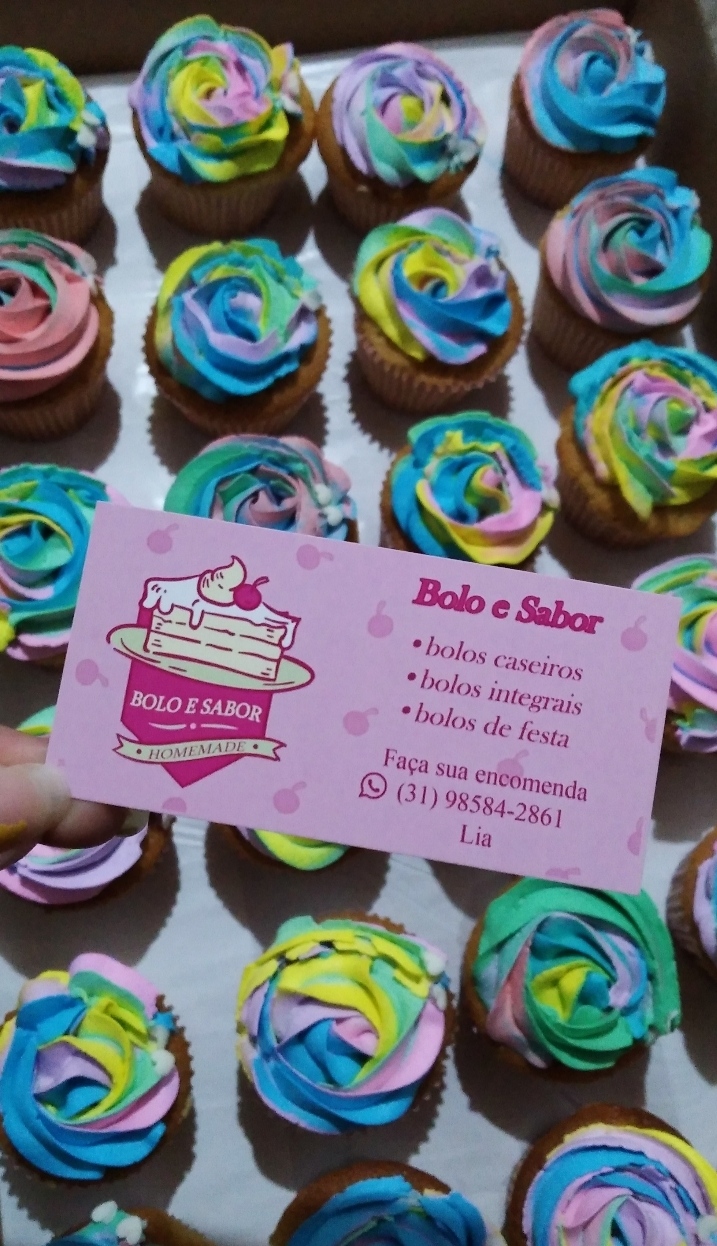 BOLO E SABOR
• HOMEMADE •
Bolo e Sabor
•bolos caseiros
•bolos integrais
•bolos de festa
Faça sua encomenda
(31) 98584-2861
Lia